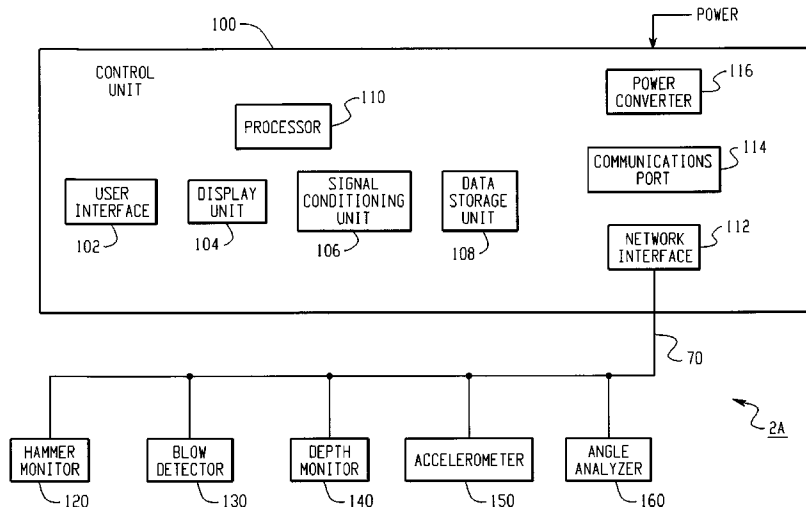 100
POWER
CONTROL
UNIT
POWER
CONVERTER
116
110
PROCESSOR
COMMUNICATIONS
PORT
114
USER
INTERFACE
DISPLAY
UNIT
SIGNAL
CONDITIONING
UNIT
DATA
STORAGE
UNIT
102
104
106
108
NETWORK
INTERFACE
112
70
2A
HAMMER
MONITOR
BLOW
DETECTOR
DEPTH
MONITOR
ACCELEROMETER
ANGLE
ANALYZER
120
130
140
150
160